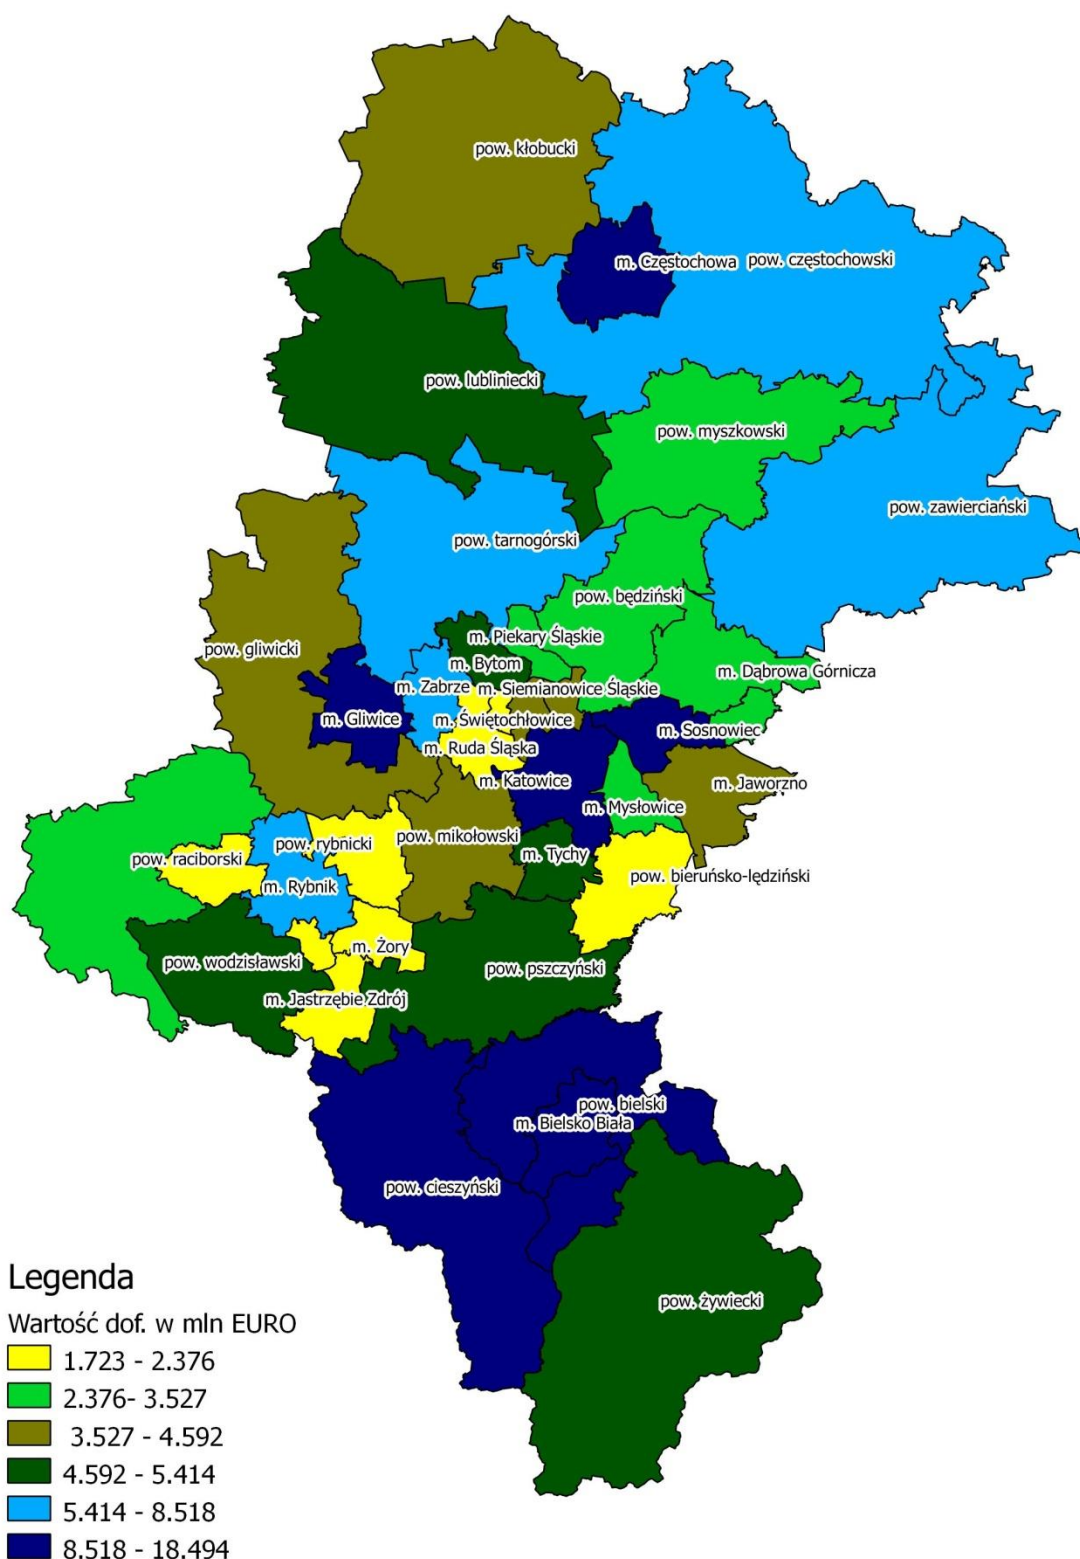 pow. kłobucki
m. Częstochowa
pow. częstochowski
pow. lubliniecki
pow. myszkowski
pow. zawierciański
pow. tarnogórski
pow. będziński
m. Piekary Śląskie
pow. gliwicki
m. Bytom
m. Dąbrowa Górnicza
m. Zabrze
m. Siemianowice Śląskie
m. Gliwice
m. Świętochłowice
m. Sosnowiec
m. Ruda Śląska
m. Katowice
m. Jaworzno
m. Mysłowice
pow. mikołowski
pow. rybnicki
m. Tychy
pow. raciborski
pow. bieruńsko-lędziński
m. Rybnik
m. Żory
pow. wodzisławski
pow. pszczyński
m. Jastrzębie Zdrój
pow. bielski
m. Bielsko Biała
pow. cieszyński
pow. żywiecki
Legenda
Wartość dof. w mln EURO
1.723 - 2.376
2.376- 3.527
3.527 - 4.592
4.592 - 5.414
5.414 - 8.518
8.518 - 18.494